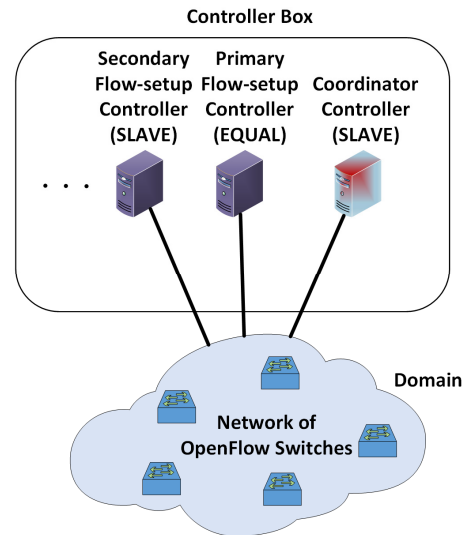 Controller Box
Secondary
Flow-setup
Controller
(SLAVE)
Primary
Flow-setup
Controller
(EQUAL)
Coordinator
Controller
(SLAVE)
. . .
Domain
Network of
OpenFlow Switches